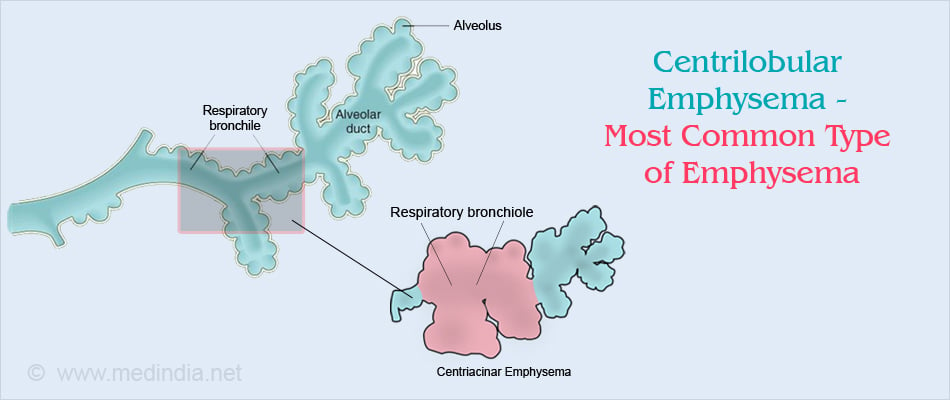 Alveolus
Centrilobular
Emphysema -
Most Common Type
of Emphysema
Respiratory
bronchile
Alveolar
duct
Respiratory bronchiole
Centriacinar Emphysema
© www.medindia.net